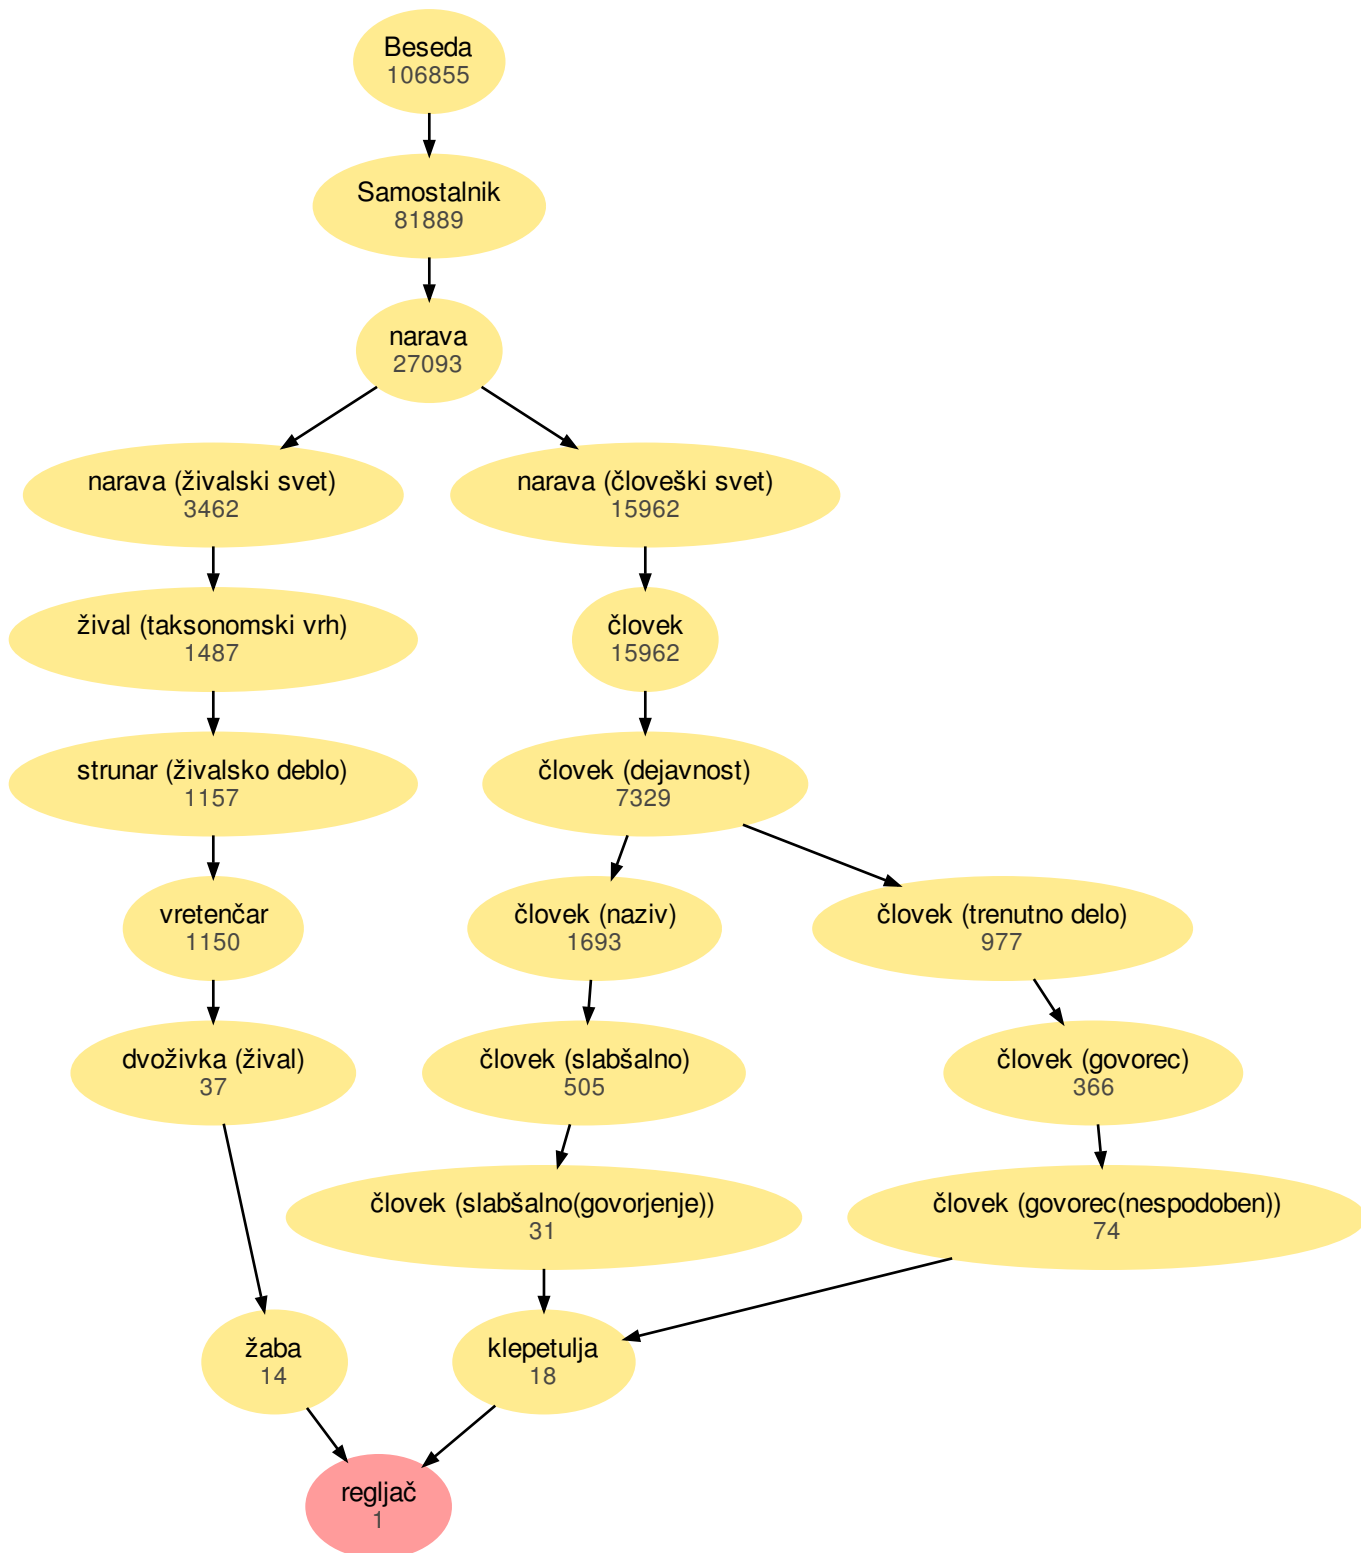 Beseda
106855
Samostalnik
81889
narava
27093
narava (živalski svet)
3462
narava (človeški svet)
15962
žival (taksonomski vrh)
1487
človek
15962
strunar (živalsko deblo)
1157
človek (dejavnost)
7329
vretenčar
1150
človek (naziv)
1693
človek (trenutno delo)
977
dvoživka (žival)
37
človek (slabšalno)
505
človek (govorec)
366
človek (slabšalno(govorjenje))
31
človek (govorec(nespodoben))
74
žaba
14
klepetulja
18
regljač
1